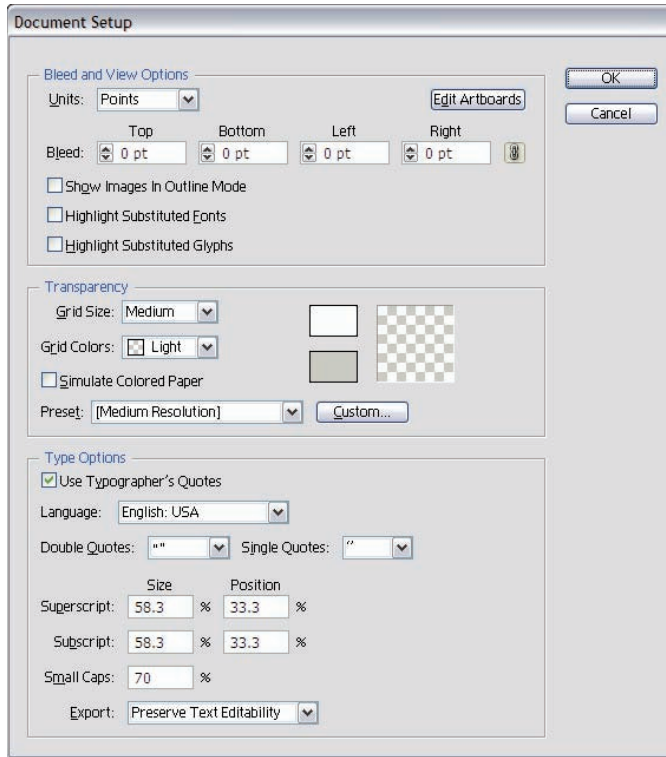 Document Setup
Bleed and View Options
Units: Points
Edit Artboards
OK
Cancel
Top Bottom Left Right
Bleed: 0 pt 0 pt 0 pt 0 pt
Show Images In Outline Mode
Highlight Substituted Fonts
Highlight Substituted Glyphs
Transparency
Grid Size: Medium
Grid Colors: Light
Simulate Colored Paper
Preset: [Medium Resolution]
Custom...
Type Options
Use Typographer's Quotes
Language: English: USA
Double Quotes: “” Single Quotes: ‘’
Size Position
Superscript: 58.3 % 33.3 %
Subscript: 58.3 % 33.3 %
Small Caps: 70 %
Export: Preserve Text Editability